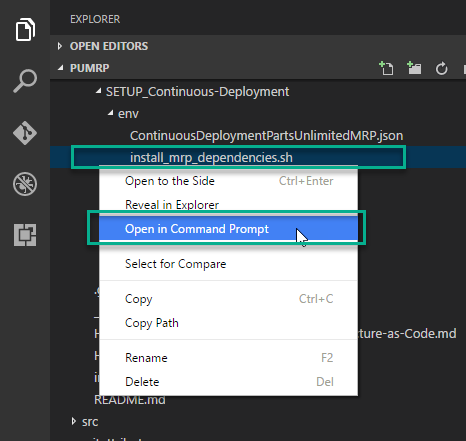 EXPLORER
OPEN EDITORS
PUMRP
SETUP_Continuous-Deployment
env
ContinuousDeploymentPartsUnlimitedMRP.json
install_mrp_dependencies.sh
Open to the Side Ctrl+Enter
Reveal in Explorer
Open in Command Prompt
Select for Compare
Copy Ctrl+C
Copy Path
cture-as-Code.md
Rename F2
Delete Del
README.md
src